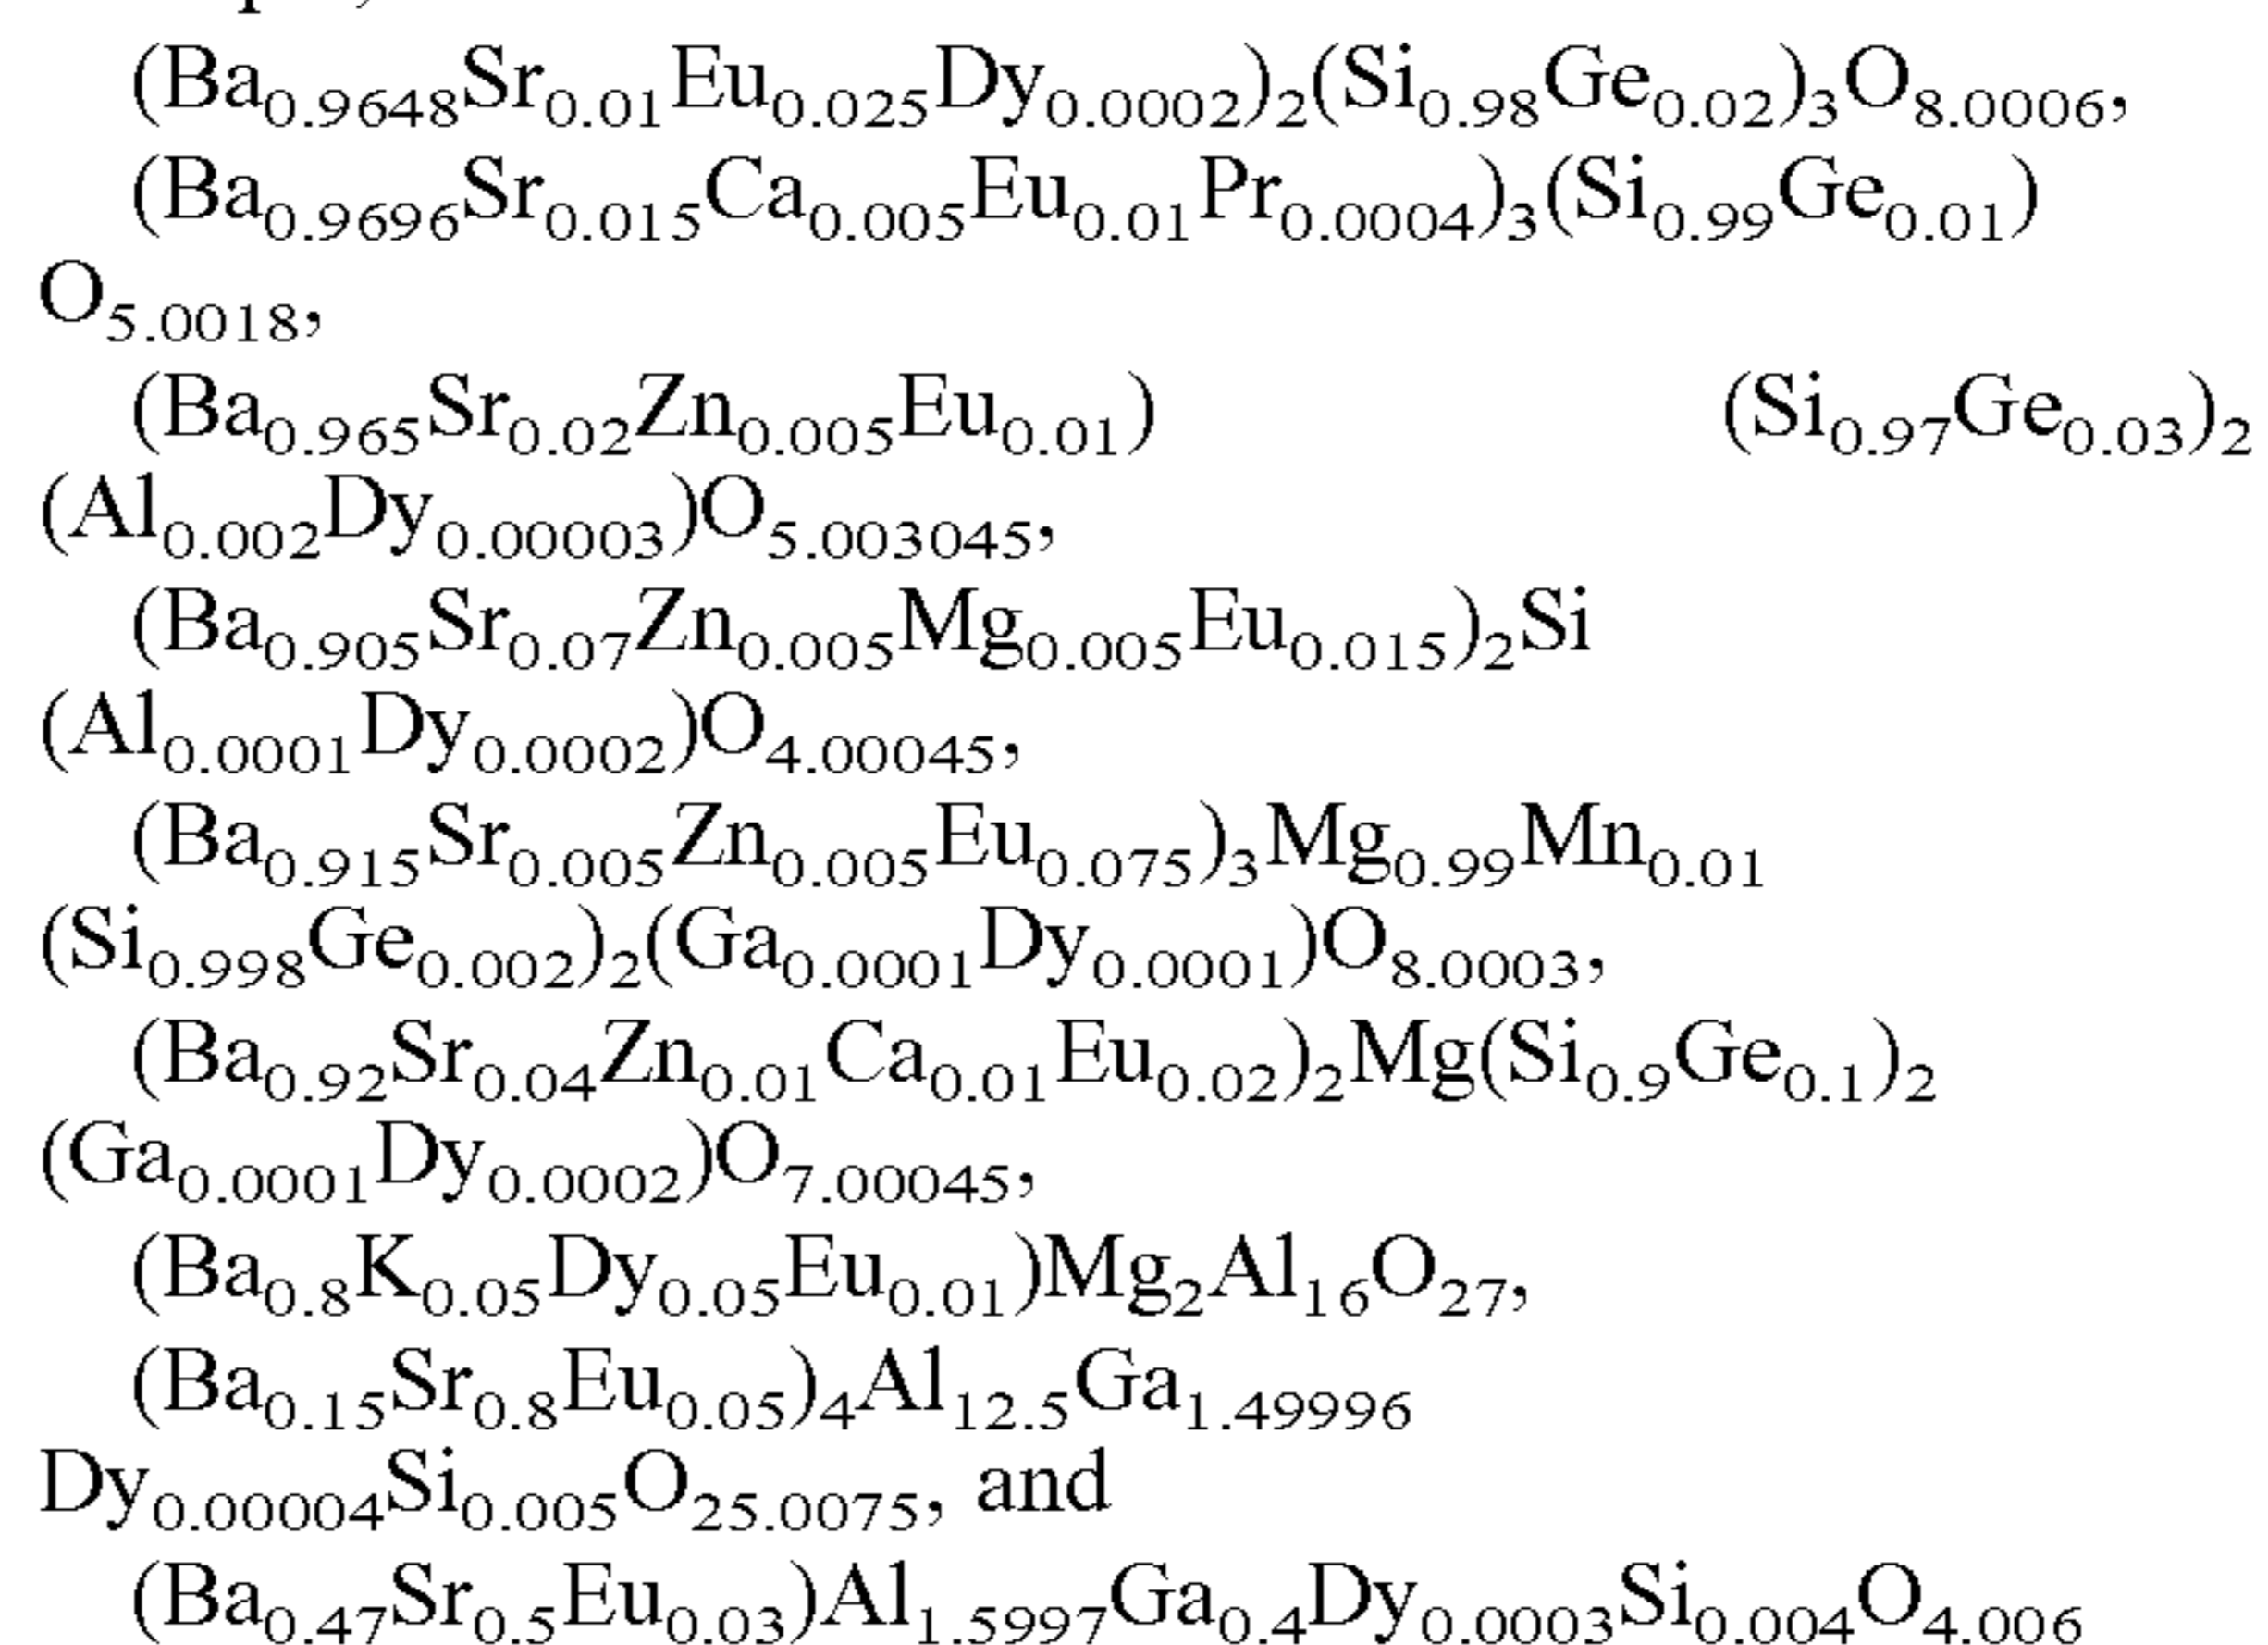 (Ba₀.₉₆₄₈Sr₀.₀₁Eu₀.₀₂₅Dy₀.₀₀₀₂)₂(Si₀.₉₈Ge₀.₀₂)₃O₈.₀₀₀₆,
(Ba₀.₉₆₉₆Sr₀.₀₁₅Ca₀.₀₀₅Eu₀.₀₁Pr₀.₀₀₀₄)₃(Si₀.₉₉Ge₀.₀₁)
O₅.₀₀₁₈,
(Ba₀.₉₆₅Sr₀.₀₂Zn₀.₀₀₅Eu₀.₀₁) (Si₀.₉₇Ge₀.₀₃)₂
(Al₀.₀₀₂Dy₀.₀₀₀₀₃)O₅.₀₀₃₀₄₅,
(Ba₀.₉₀₅Sr₀.₀₇Zn₀.₀₀₅Mg₀.₀₀₅Eu₀.₀₁₅)₂Si
(Al₀.₀₀₀₁Dy₀.₀₀₀₂)O₄.₀₀₀₄₅,
(Ba₀.₉₁₅Sr₀.₀₀₅Zn₀.₀₀₅Eu₀.₀₇₅)₃Mg₀.₉₉Mn₀.₀₁
(Si₀.₉₉₈Ge₀.₀₀₂)₂(Ga₀.₀₀₀₁Dy₀.₀₀₀₁)O₈.₀₀₀₃,
(Ba₀.₉₂Sr₀.₀₄Zn₀.₀₁Ca₀.₀₁Eu₀.₀₂)₂Mg(Si₀.₉Ge₀.₁)₂
(Ga₀.₀₀₀₁Dy₀.₀₀₀₂)O₇.₀₀₀₄₅,
(Ba₀.₈K₀.₀₅Dy₀.₀₅Eu₀.₀₁)Mg₂Al₁₆O₂₇,
(Ba₀.₁₅Sr₀.₈Eu₀.₀₅)₄Al₁₂.₅Ga₁.₄₉₉₉₆
Dy₀.₀₀₀₀₄Si₀.₀₀₅O₂₅.₀₀₇₅, and
(Ba₀.₄₇Sr₀.₅Eu₀.₀₃)Al₁.₅₉₉₇Ga₀.₄Dy₀.₀₀₀₃Si₀.₀₀₄O₄.₀₀₆